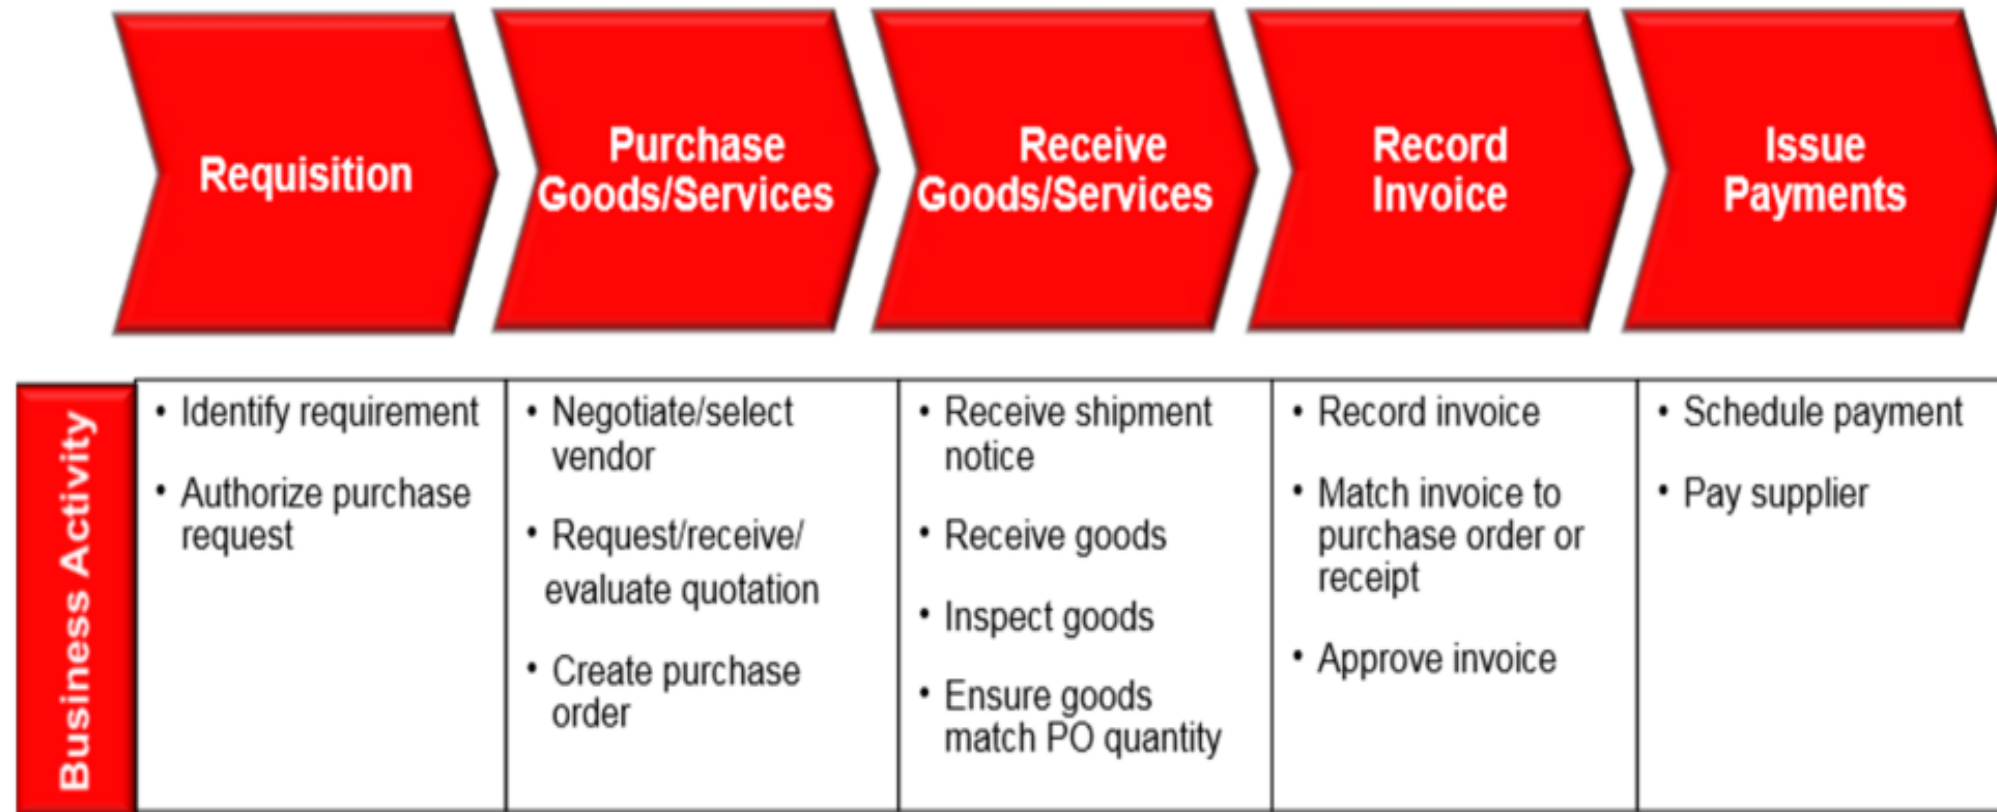 Requisition
Purchase
Goods/Services
Receive
Goods/Services
Record
Invoice
Issue
Payments
Business Activity
• Identify requirement
• Authorize purchase
request
• Negotiate/select
vendor
• Request/receive/
evaluate quotation
• Create purchase
order
• Receive shipment
notice
• Receive goods
• Inspect goods
• Ensure goods
match PO quantity
• Record invoice
• Match invoice to
purchase order or
receipt
• Approve invoice
• Schedule payment
• Pay supplier